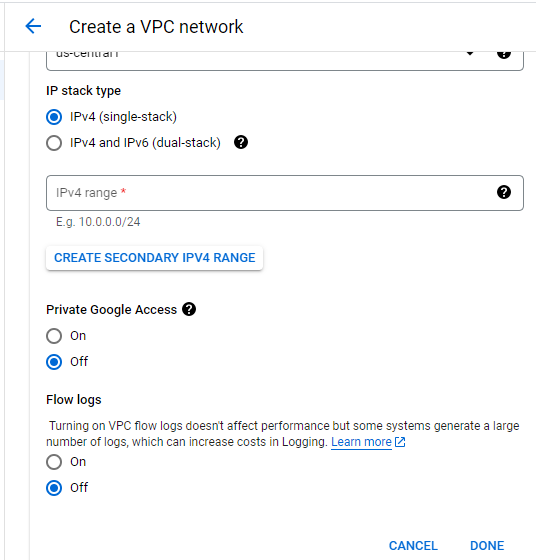 Create a VPC network
us-central1
IP stack type
IPv4 (single-stack)
IPv4 and IPv6 (dual-stack)
IPv4 range *
E.g. 10.0.0.0/24
CREATE SECONDARY IPV4 RANGE
Private Google Access
On
Off
Flow logs
Turning on VPC flow logs doesn't affect performance but some systems generate a large
number of logs, which can increase costs in Logging. Learn more
On
Off
CANCEL DONE